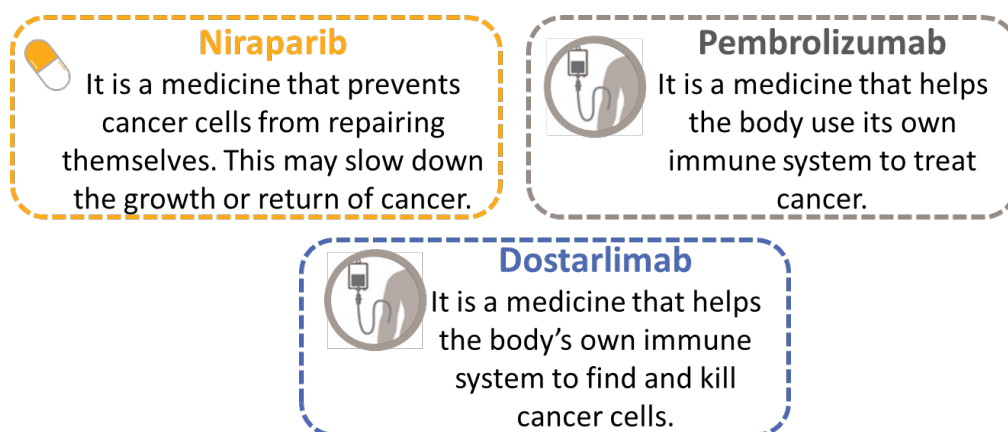 Niraparib
It is a medicine that prevents
cancer cells from repairing
themselves. This may slow down
the growth or return of cancer.
Pembrolizumab
It is a medicine that helps
the body use its own
immune system to treat
cancer.
Dostarlimab
It is a medicine that helps
the body’s own immune
system to find and kill
cancer cells.